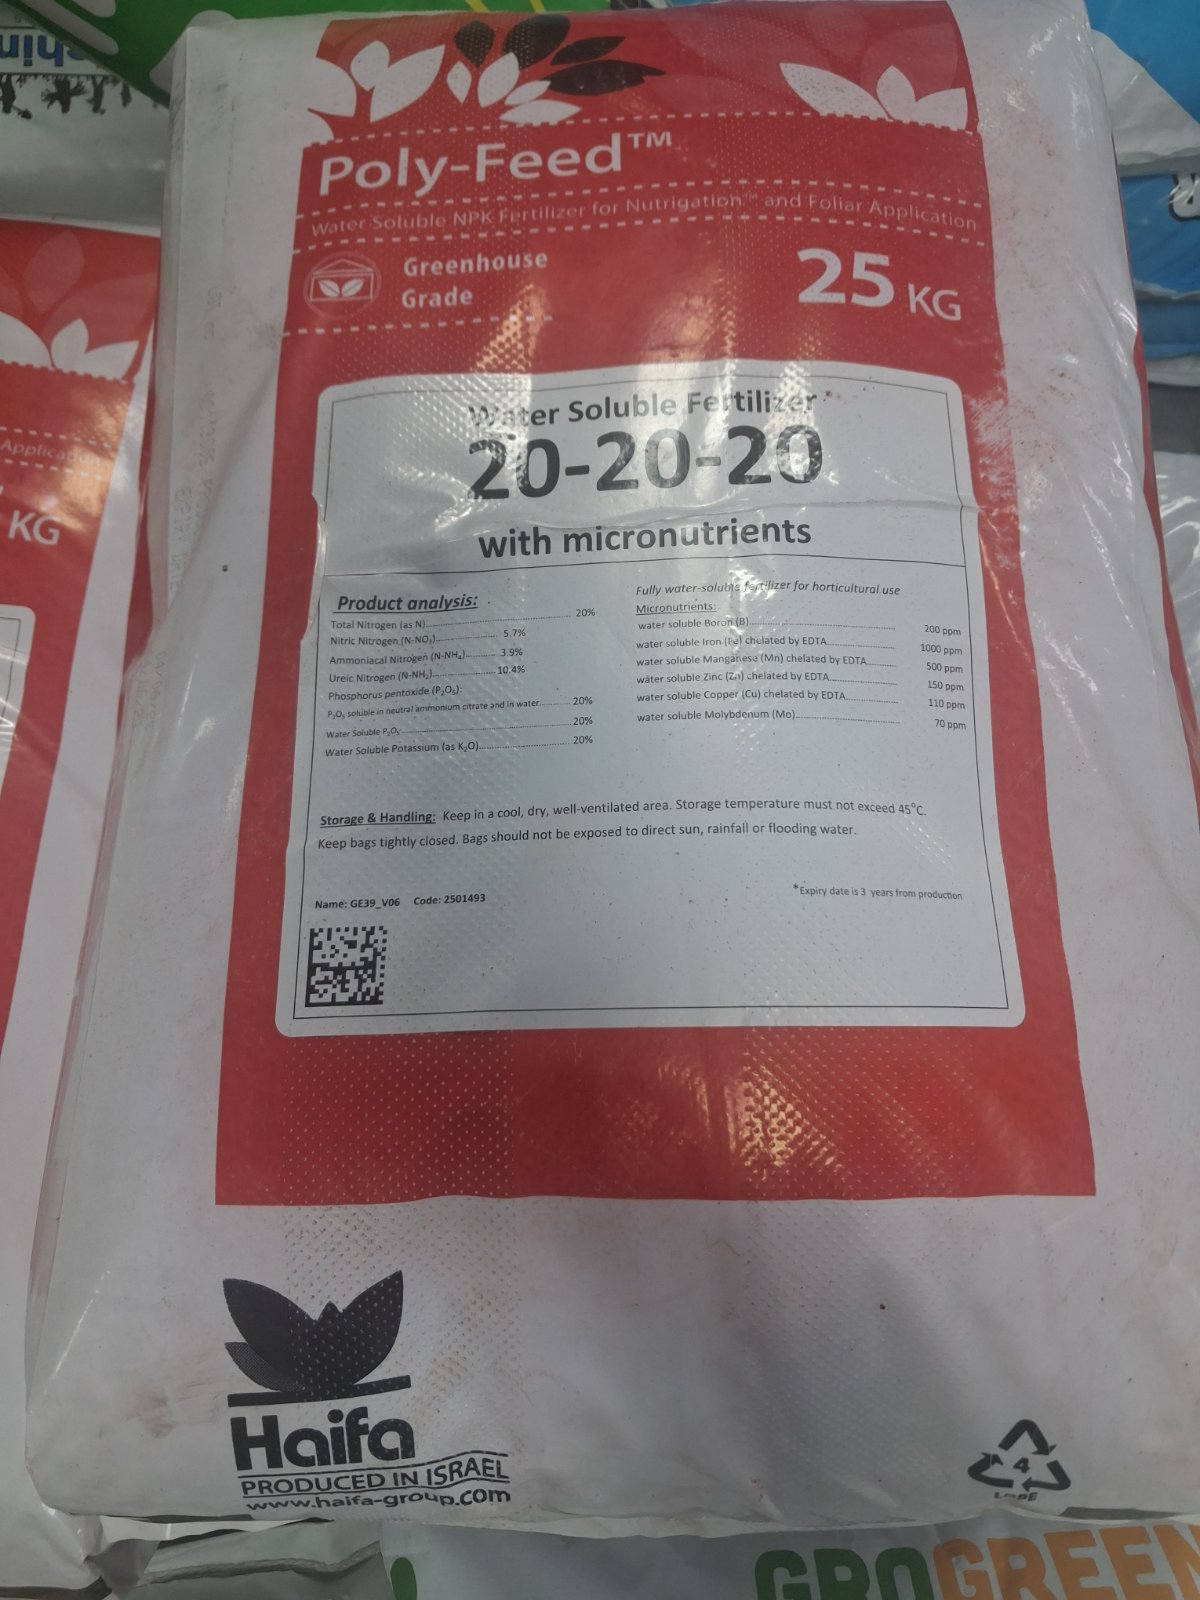 Poly-Feed™
Water Soluble NPK Fertilizer for Nutrigation™ and Foliar Application
Greenhouse
Grade
25 KG
Water Soluble Fertilizer*
20-20-20
with micronutrients
Product analysis:
Total Nitrogen (as N)........ 20%
Nitric Nitrogen (N-NO₃)........ 5.7%
Ammoniacal Nitrogen (N-NH₄)........ 3.9%
Ureic Nitrogen (N-NH₂)........ 10.4%
Phosphorus pentoxide (P₂O₅):
P₂O₅ soluble in neutral ammonium citrate and in water........ 20%
Water Soluble P₂O₅........ 20%
Water Soluble Potassium (as K₂O)........ 20%
Fully water-soluble fertilizer for horticultural use
Micronutrients:
water soluble Boron (B)........ 200 ppm
water soluble Iron (Fe) chelated by EDTA........ 1000 ppm
water soluble Manganese (Mn) chelated by EDTA........ 500 ppm
water soluble Zinc (Zn) chelated by EDTA........ 150 ppm
water soluble Copper (Cu) chelated by EDTA........ 110 ppm
water soluble Molybdenum (Mo)........ 70 ppm
Storage & Handling: Keep in a cool, dry, well-ventilated area. Storage temperature must not exceed 45°C.
Keep bags tightly closed. Bags should not be exposed to direct sun, rainfall or flooding water.
*Expiry date is 3 years from production
Name: GE39_V06 Code: 2501493
Haifa
PRODUCED IN ISRAEL
www.haifa-group.com
4
LDPE
KG
GROGREEN